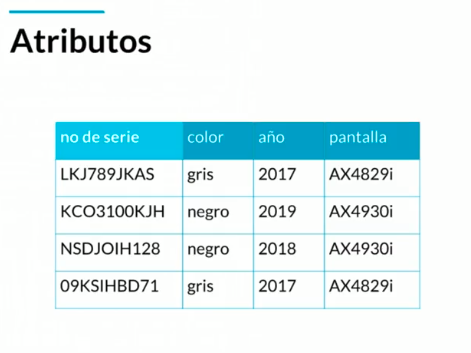 Atributos
no de serie color año pantalla
LKJ789JKAS gris 2017 AX4829i
KCO3100KJH negro 2019 AX4930i
NSDJOIH128 negro 2018 AX4930i
09KSIHBD71 gris 2017 AX4829i